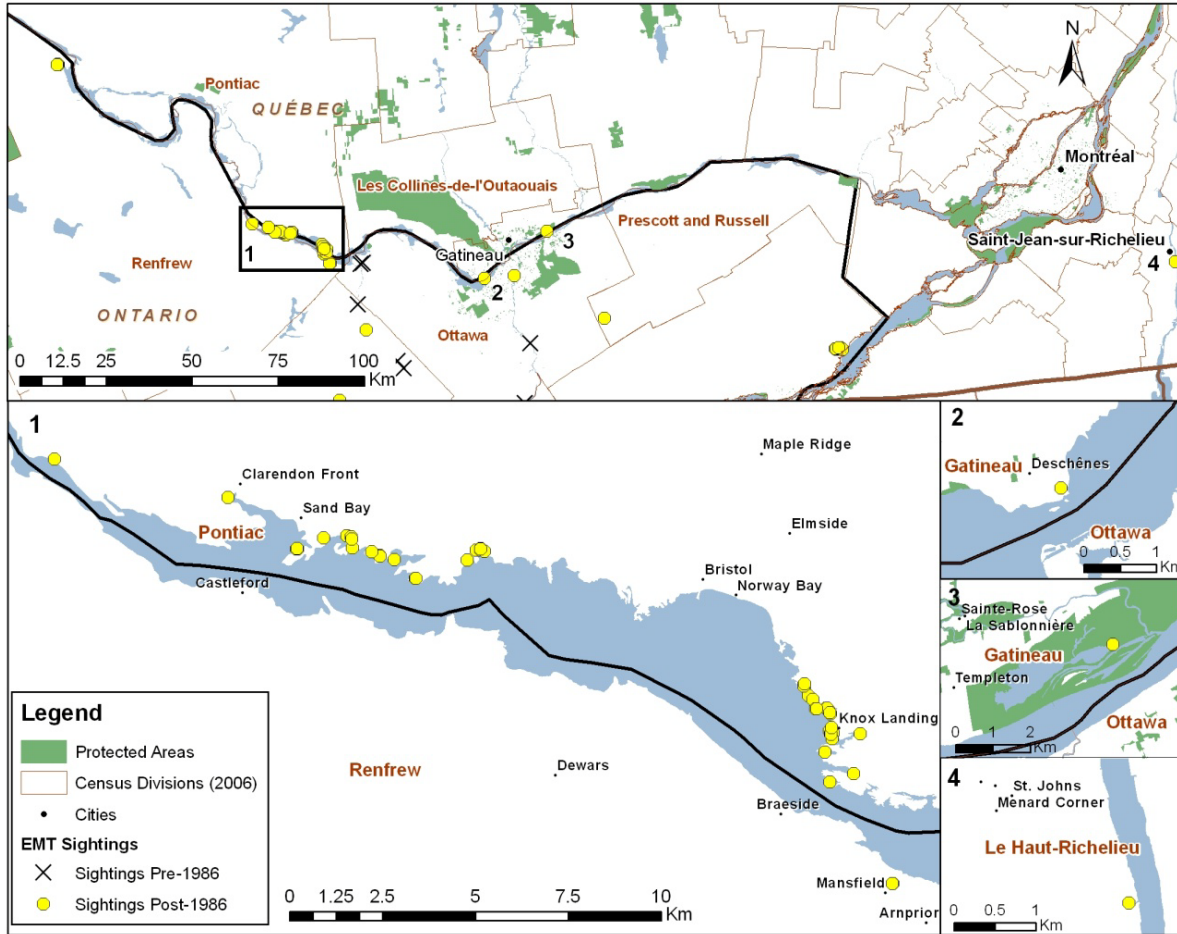 N
Pontiac
QUÉBEC
Montréal
Les Collines-de-l'Outaouais
Prescott and Russell
3
Saint-Jean-sur-Richelieu
1
Gatineau
4
Renfrew
2
ONTARIO
Ottawa
0 12.5 25 50 75 100
Km
1
Maple Ridge
Clarendon Front
Sand Bay
Pontiac
Elmside
Bristol
Castleford
Norway Bay
Knox Landing
Renfrew
Dewars
Braeside
Mansfield
Arnprior
0 1.25 2.5 5 7.5 10
Km
Legend
Protected Areas
Census Divisions (2006)
Cities
EMT Sightings
Sightings Pre-1986
Sightings Post-1986
2
Gatineau
Deschênes
Ottawa
0 0.5 1
Km
3
Sainte-Rose
La Sablonnière
Gatineau
Templeton
Ottawa
0 1 2
Km
4
St. Johns
Menard Corner
Le Haut-Richelieu
0 0.5 1
Km